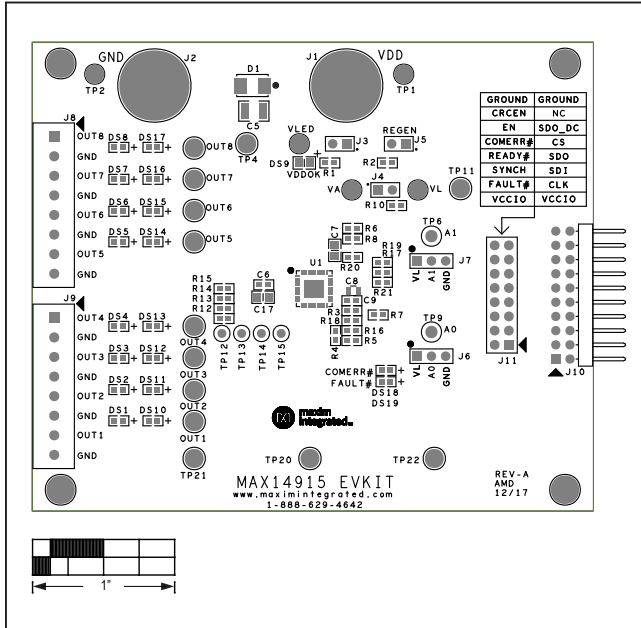 GND
J2
J1
VDD
TP2
D1
TP1
C5
J8
OUT8
DS8
DS17
+
+
OUT8
TP4
VLED
J3
REGEN
J5
GND
OUT7
DS7
DS16
+
+
OUT7
DS9
+
VDDOK
R1
R2
TP11
GND
OUT6
DS6
DS15
+
+
OUT6
VA
J4
VL
R10
GND
OUT5
DS5
DS14
+
+
OUT5
GND
C7
R6
R8
R20
R19
R17
R21
TP6
A1
J7
VL
A1
GND
J9
OUT4
DS4
DS13
+
+
OUT4
GND
OUT3
DS3
DS12
+
+
OUT3
GND
OUT2
DS2
DS11
+
+
OUT2
GND
OUT1
DS1
DS10
+
+
OUT1
GND
R15
R14
R13
R12
C6
C17
U1
C8
C9
R3
R18
R16
R5
R4
R7
TP12
TP13
TP14
TP15
TP9
A0
J6
VL
A0
GND
COMERR#
+
FAULT#
+
DS18
DS19
GROUND GROUND
CRCEN NC
EN SDO_DC
COMERR# CS
READY# SDO
SYNCH SDI
FAULT# CLK
VCCIO VCCIO
J11
J10
maxim
integrated™
TP21
TP20
TP22
MAX14915 EVKIT
www.maximintegrated.com
1-888-629-4642
REV-A
AMD
12/17
1"